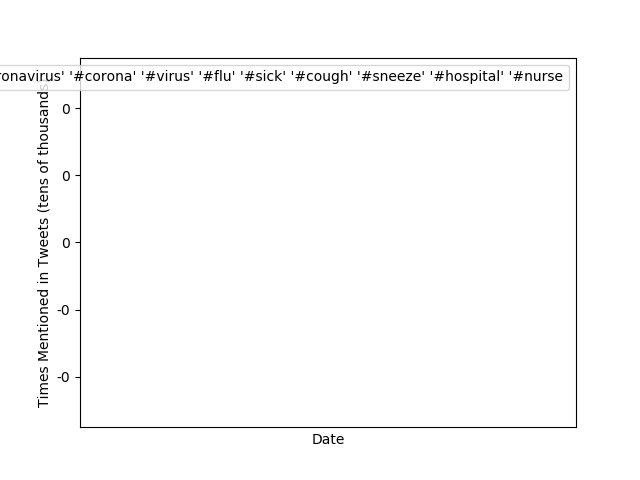 ronavirus' '#corona' '#virus' '#flu' '#sick' '#cough' '#sneeze' '#hospital' '#nurse
0
0
0
-0
-0
Times Mentioned in Tweets (tens of thousands
Date